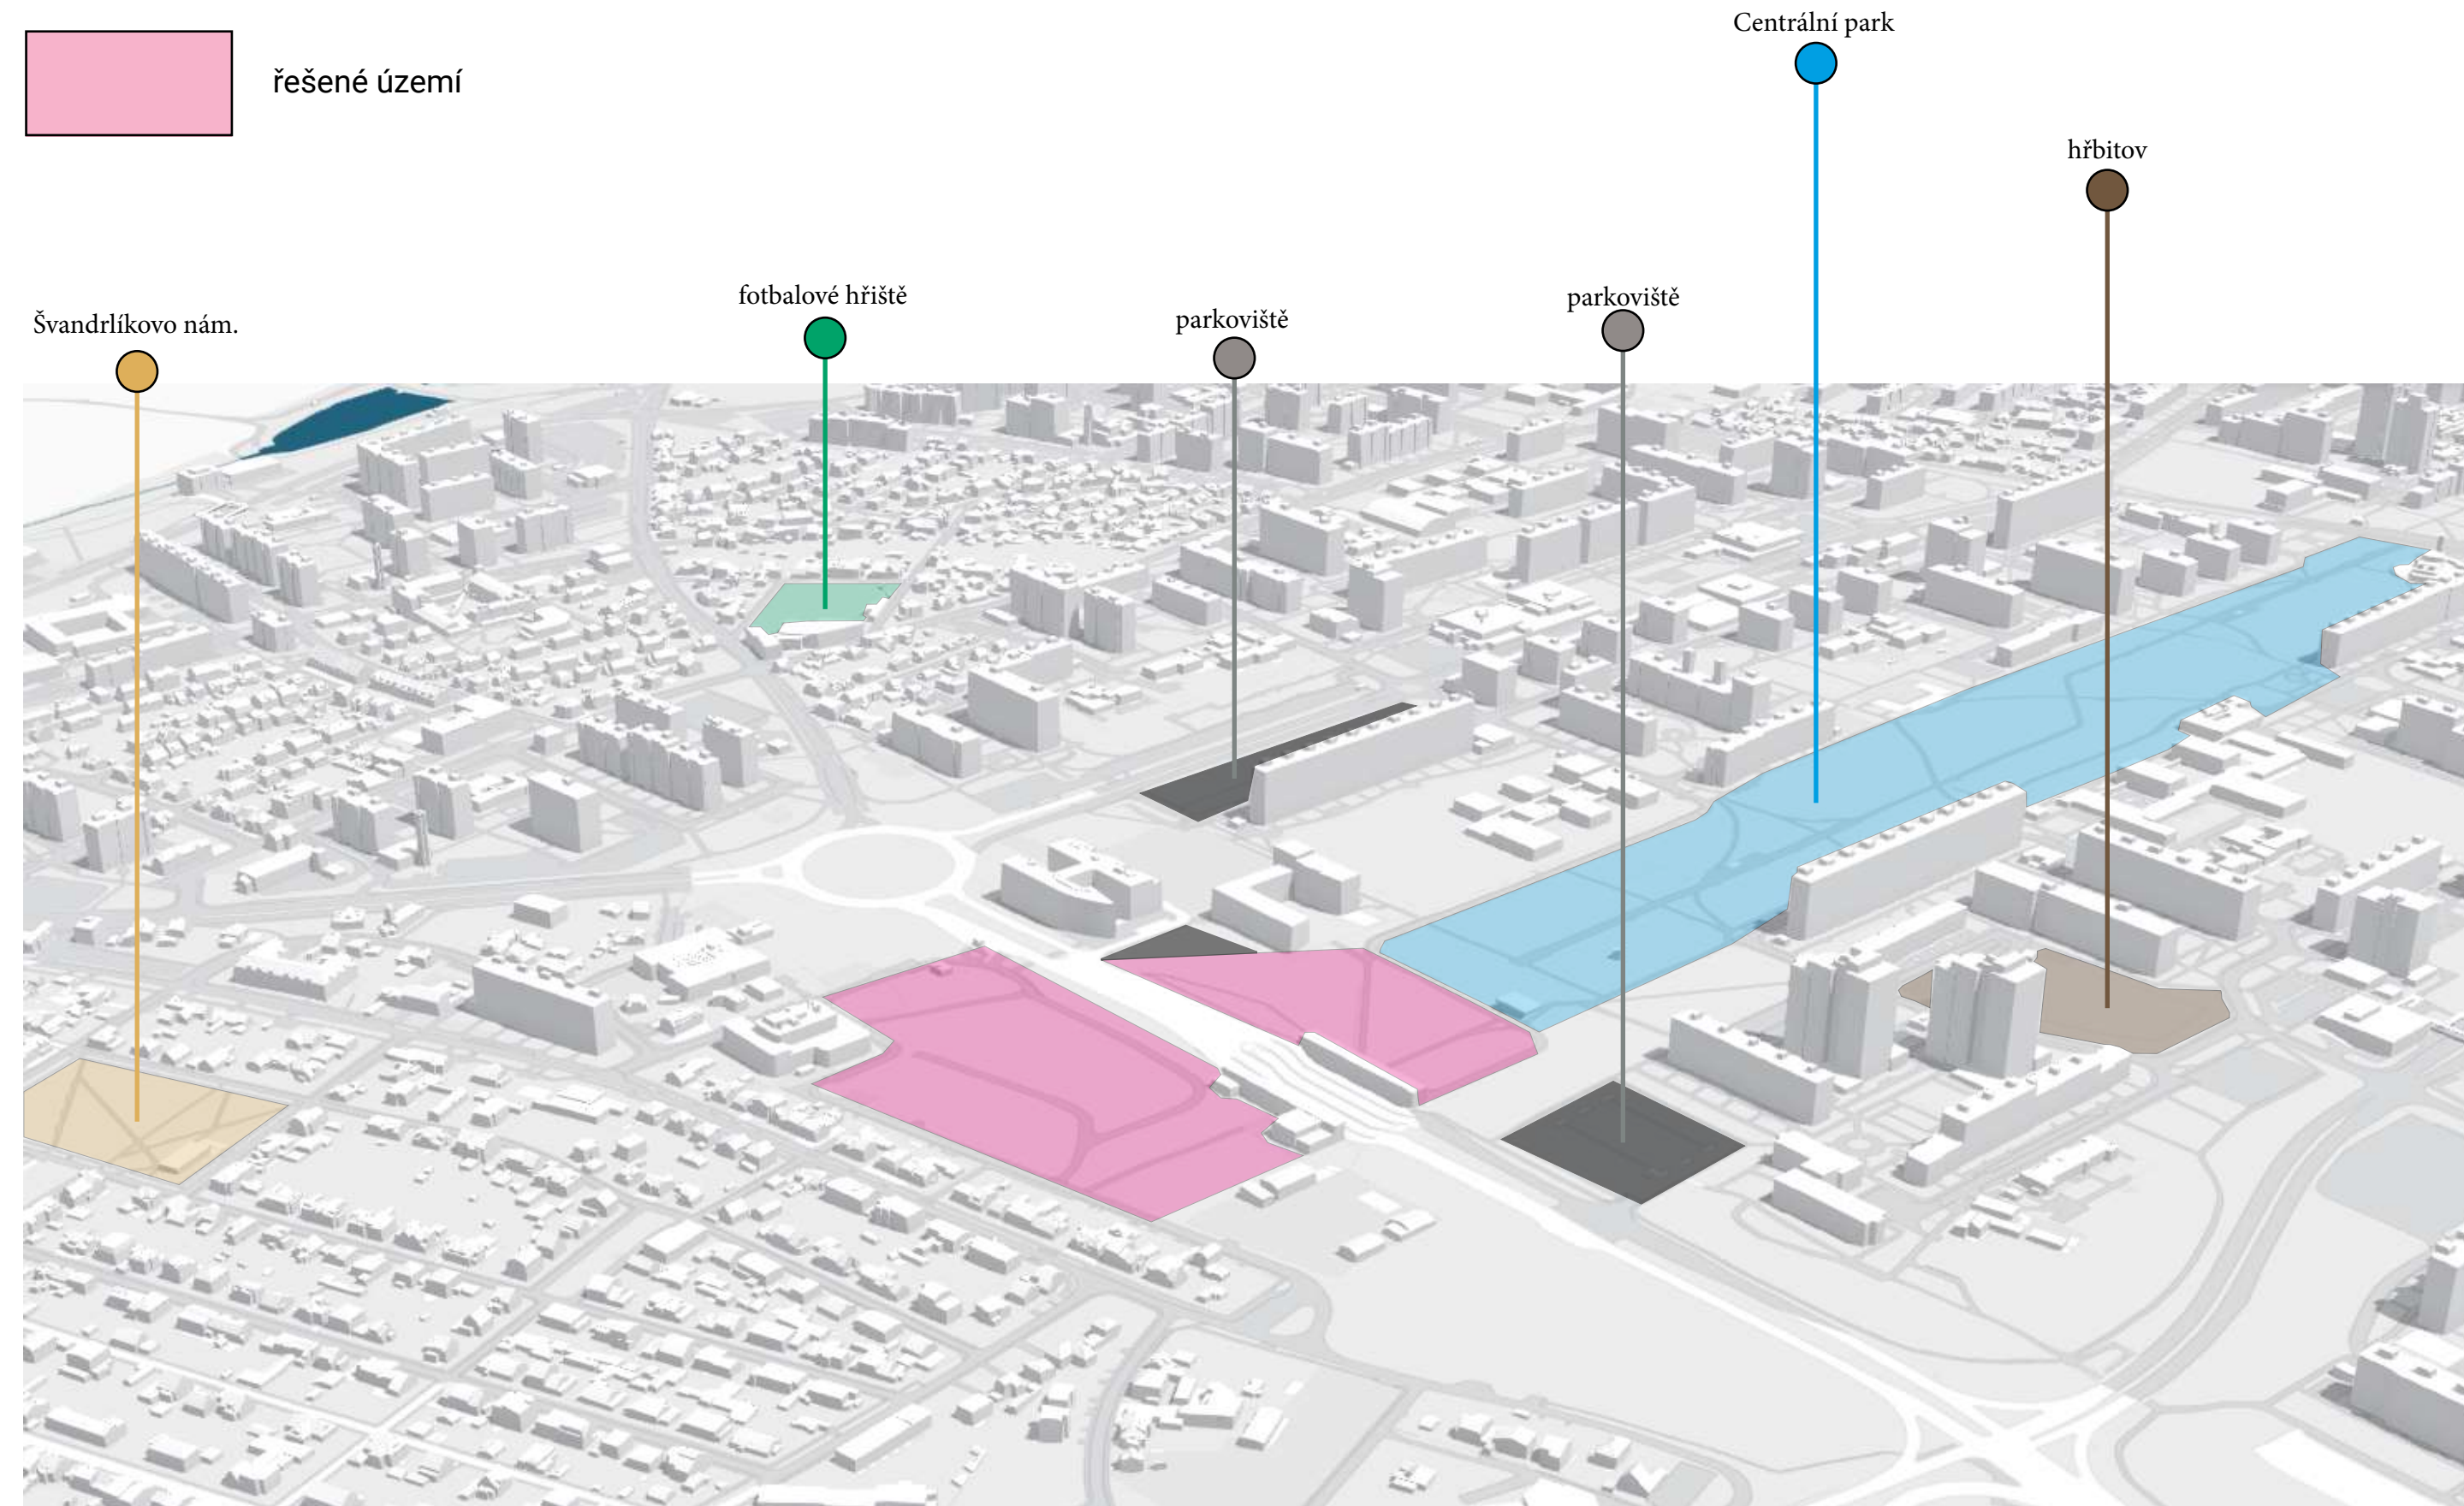 Centrální park
řešené území
hřbitov
fotbalové hřiště
parkoviště
parkoviště
Švandrlíkovo nám.